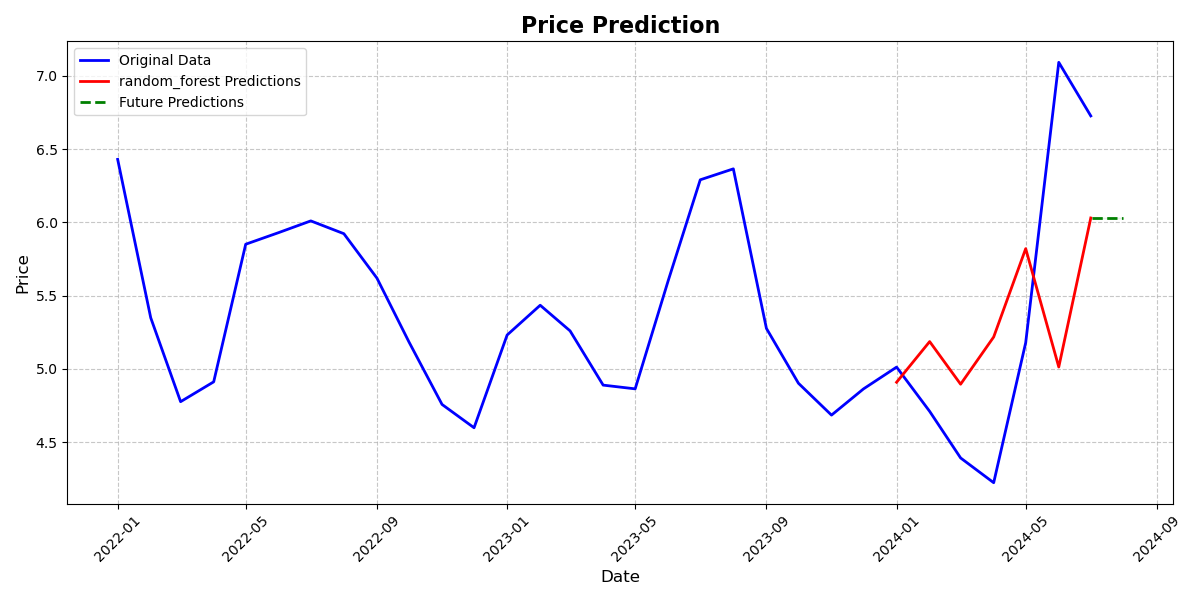 Price Prediction
Original Data
random_forest Predictions
Future Predictions
Price
7.0
6.5
6.0
5.5
5.0
4.5
2022-01
2022-05
2022-09
2023-01
2023-05
2023-09
2024-01
2024-05
2024-09
Date